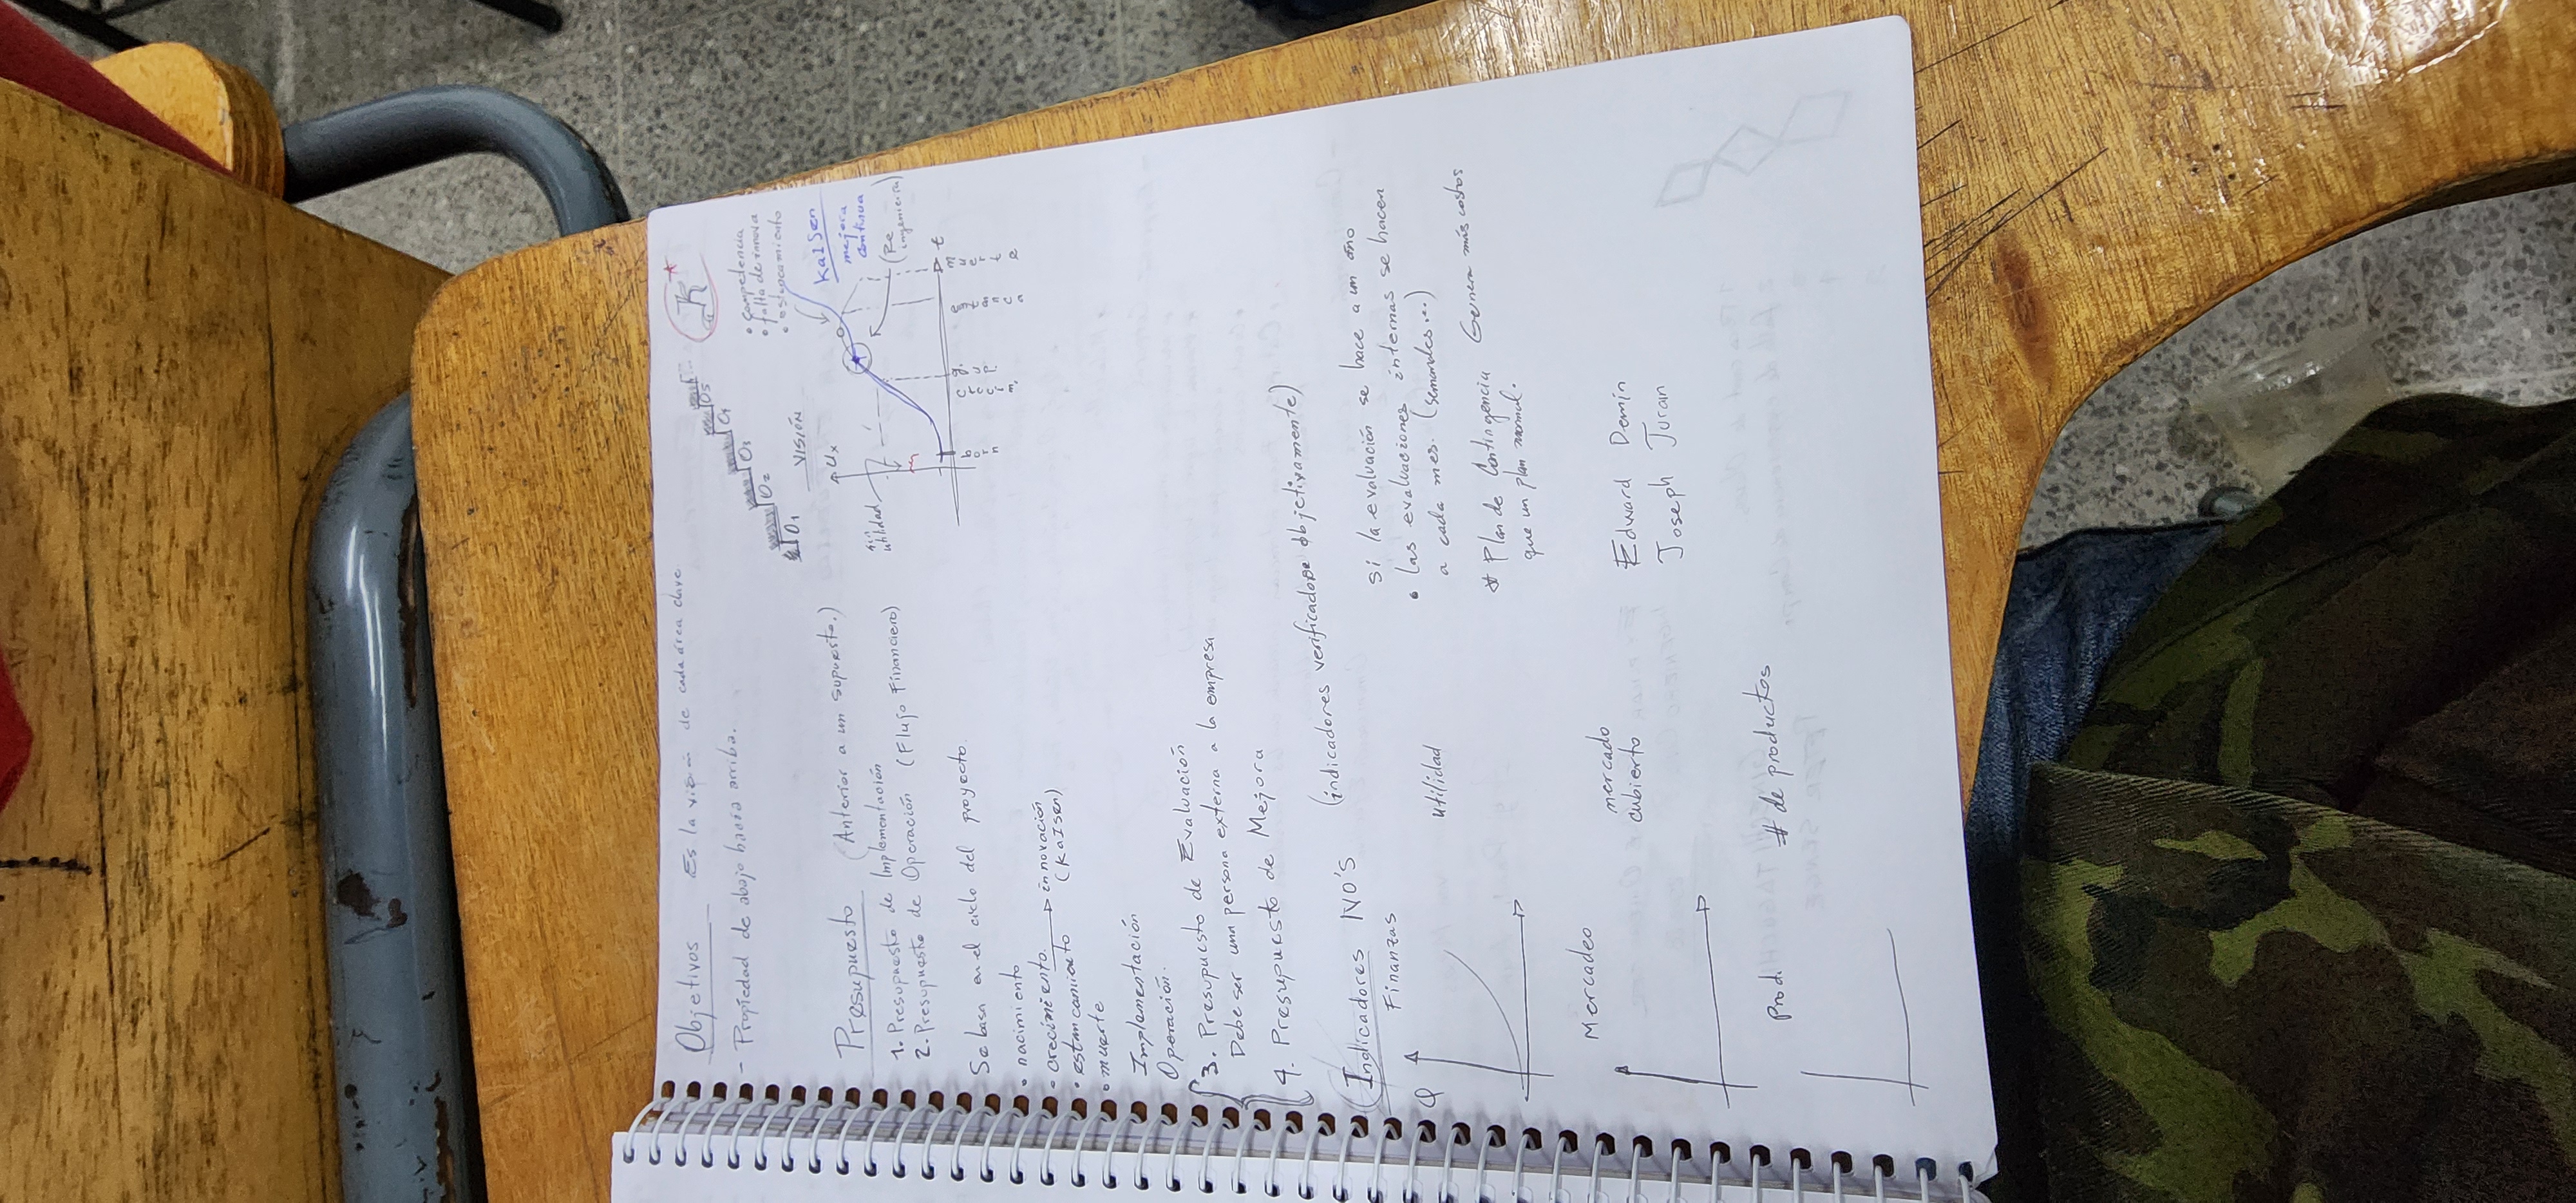 Objetivos Es la visión de cada área clave
- Propiedad de abajo hacia arriba.
O1 O2 O3 O4 O5
K *
VISIÓN
• competencia
• falta de innova
• estancamiento
KaISen
mejora
continua
(Re
ingeniería)
Ux
sin
utilidad
t
born
crecim.
g. up.
estanca
muerte
Presupuesto (Anterior a un supuesto.)
1. Presupuesto de Implementación
2. Presupuesto de Operación (Flujo Financiero)
Se basa en el ciclo del proyecto.
• nacimiento
• crecimiento. innovación
• estancamiento (KaISen)
• muerte
Implementación
Operación.
3. Presupuesto de Evaluación
Debe ser una persona externa a la empresa
4. Presupuesto de Mejora
Indicadores IVO'S (indicadores verificadore objetivamente)
Finanzas
Q
utilidad
si la evaluación se hace a un año
• las evaluaciones internas se hacen
a cada mes. (semanales...)
* Plan de Contingencia Genera más costos
que un plan normal.
Mercadeo
mercado
cubierto
Edward Demin
Joseph Juran
Prod. # de productos